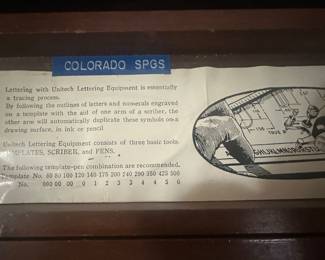 COLORADO SPGS
Lettering with Unitech Lettering Equipment is essentially
a tracing process.
By following the outlines of letters and numerals engraved
on a template with the aid of one arm of a scriber, the
other arm will automatically duplicate these symbols on a
drawing surface, in ink or pencil
Unitech Lettering Equipment consists of three basic tools
TEMPLATES, SCRIBER, and PENS.
The following template-pen combination are recommended.
Template No. 60 80 100 120 140 175 200 240 290 350 425 500
No. 000 00 00 0 1 2 3 3 4 4 5 6